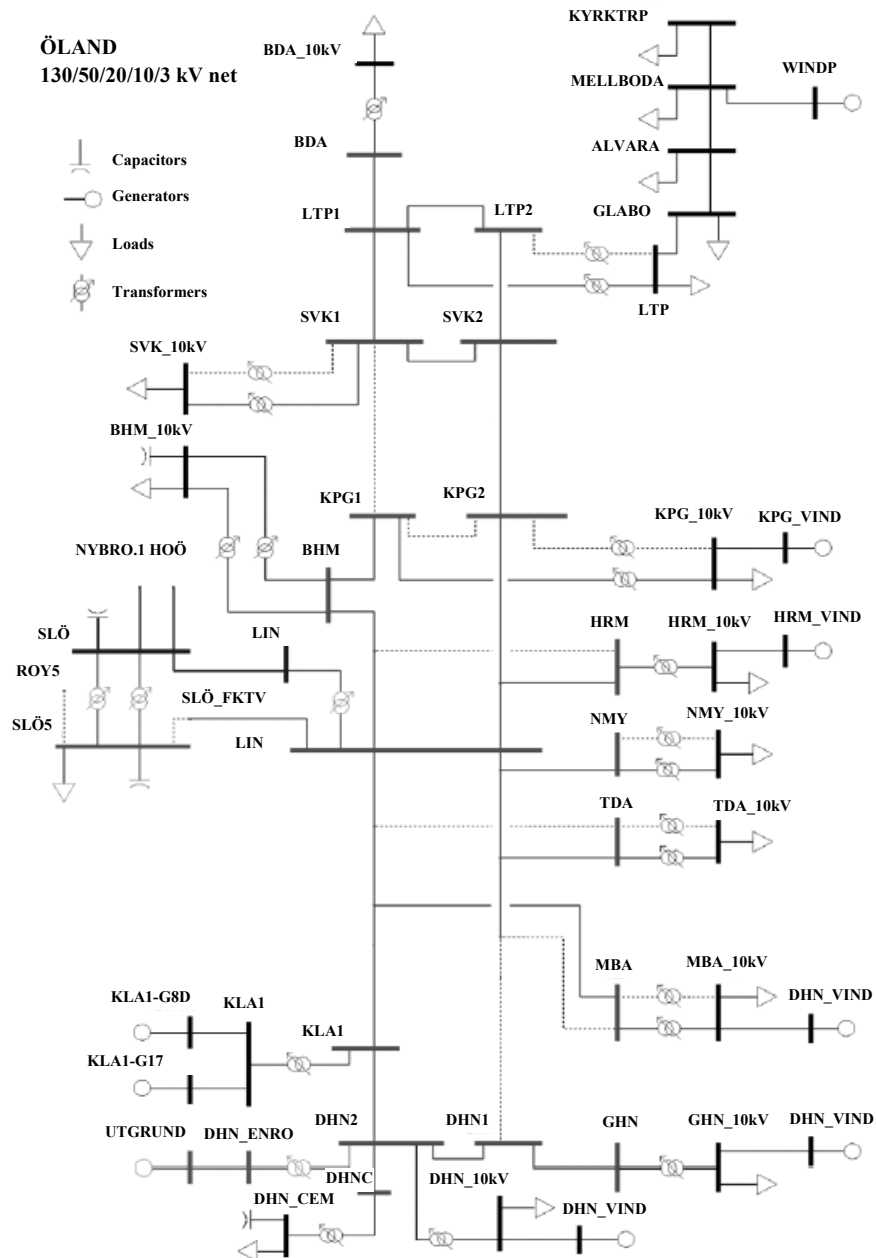 ÖLAND
130/50/20/10/3 kV net
Capacitors
Generators
Loads
Transformers
BDA_10kV
BDA
KYRKTRP
MELLBODA
WINDP
ALVARA
GLABO
LTP1
LTP2
LTP
SVK1
SVK2
SVK_10kV
BHM_10kV
KPG1
KPG2
KPG_10kV
KPG_VIND
NYBRO.1 HOÖ
BHM
SLÖ
LIN
HRM
HRM_10kV
HRM_VIND
ROY5
SLÖ_FKTV
SLÖ5
LIN
NMY
NMY_10kV
TDA
TDA_10kV
MBA
MBA_10kV
DHN_VIND
KLA1-G8D
KLA1
KLA1
KLA1-G17
UTGRUND
DHN_ENRO
DHN2
DHN1
GHN
GHN_10kV
DHN_VIND
DHNC
DHN_10kV
DHN_CEM
DHN_VIND